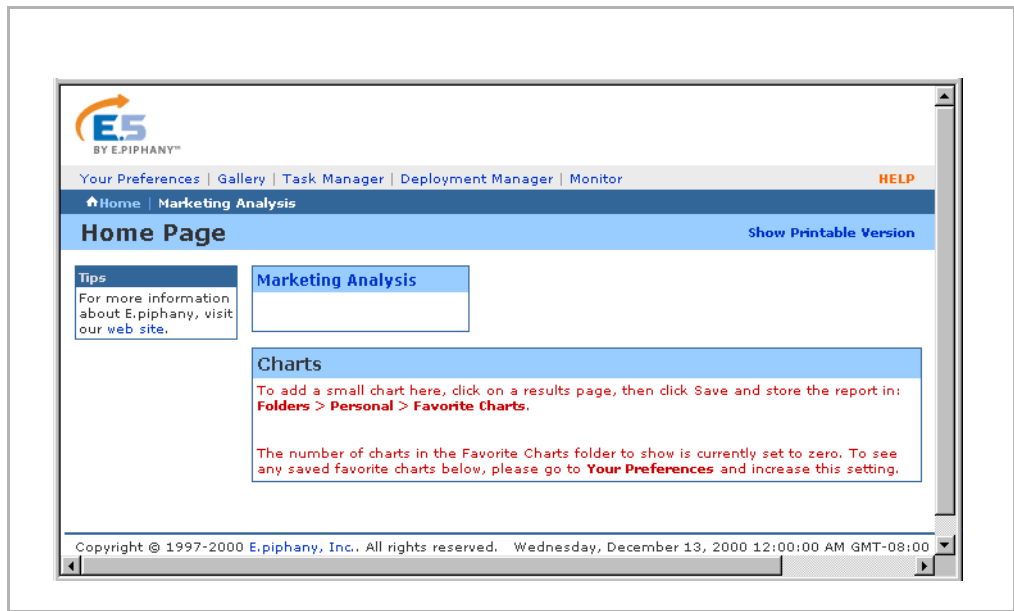 E.5
BY E.PIPHANY™
Your Preferences | Gallery | Task Manager | Deployment Manager | Monitor
HELP
Home | Marketing Analysis
Home Page
Show Printable Version
Tips
For more information
about E.piphany, visit
our web site.
Marketing Analysis
Charts
To add a small chart here, click on a results page, then click Save and store the report in:
Folders > Personal > Favorite Charts.
The number of charts in the Favorite Charts folder to show is currently set to zero. To see
any saved favorite charts below, please go to Your Preferences and increase this setting.
Copyright © 1997-2000 E.piphany, Inc.. All rights reserved. Wednesday, December 13, 2000 12:00:00 AM GMT-08:00